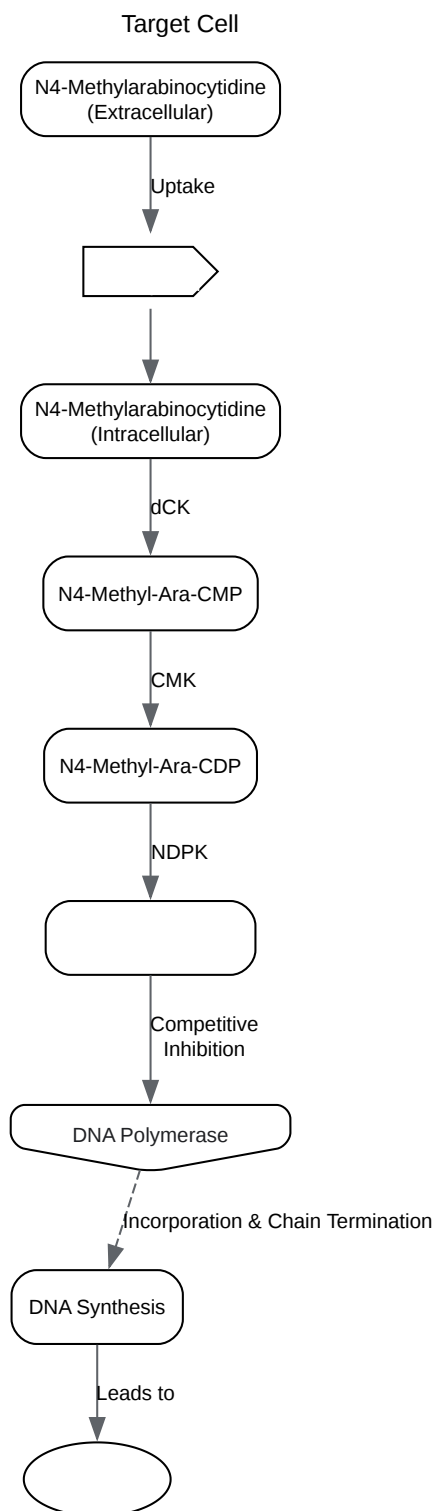 Target Cell
N4-Methylarabinocytidine
(Extracellular)
Uptake
N4-Methylarabinocytidine
(Intracellular)
dCK
N4-Methyl-Ara-CMP
CMK
N4-Methyl-Ara-CDP
NDPK
Competitive
Inhibition
DNA Polymerase
Incorporation & Chain Termination
DNA Synthesis
Leads to